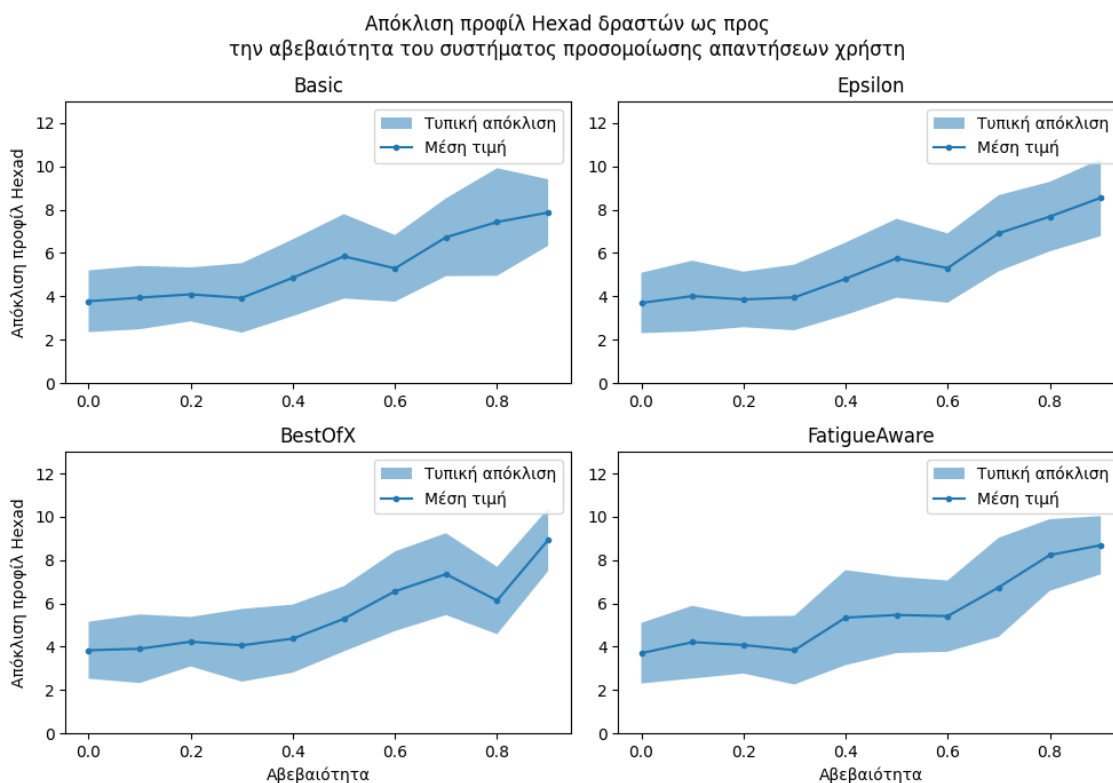 Απόκλιση προφίλ Hexad δραστών ως προς
την αβεβαιότητα του συστήματος προσομοίωσης απαντήσεων χρήστη
Basic
Απόκλιση προφίλ Hexad
12
10
8
6
4
2
0
Τυπική απόκλιση
Μέση τιμή
0.0 0.2 0.4 0.6 0.8
Epsilon
12
10
8
6
4
2
0
Τυπική απόκλιση
Μέση τιμή
0.0 0.2 0.4 0.6 0.8
BestOfX
Απόκλιση προφίλ Hexad
12
10
8
6
4
2
0
Τυπική απόκλιση
Μέση τιμή
0.0 0.2 0.4 0.6 0.8
Αβεβαιότητα
FatigueAware
12
10
8
6
4
2
0
Τυπική απόκλιση
Μέση τιμή
0.0 0.2 0.4 0.6 0.8
Αβεβαιότητα